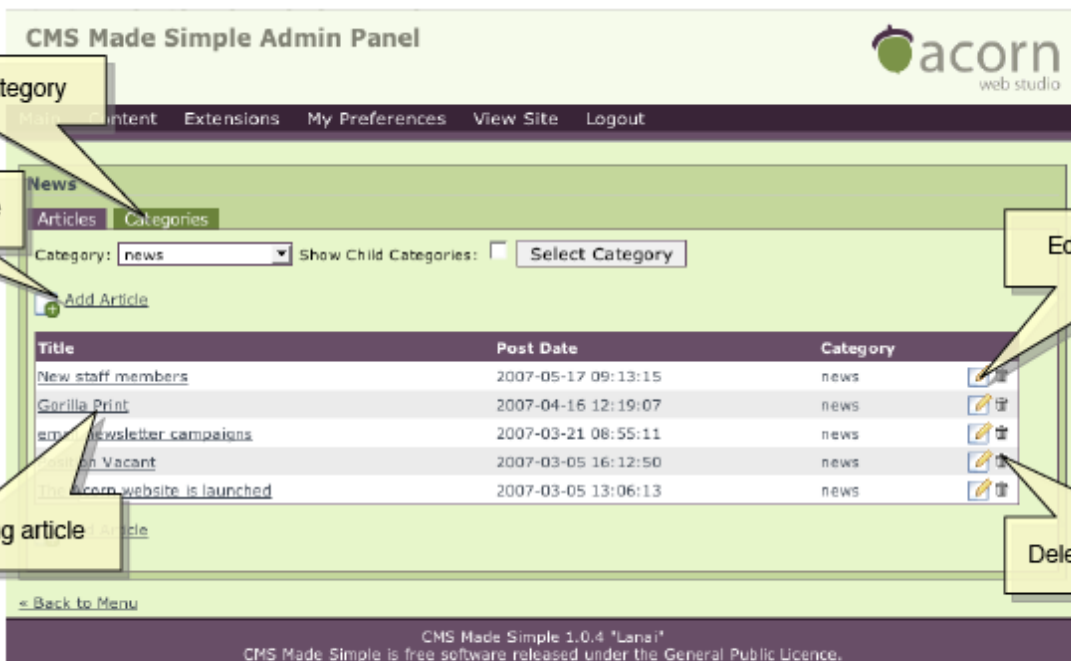 CMS Made Simple Admin Panel
acorn
web studio
tegory
Content Extensions My Preferences View Site Logout
News
Articles Categories
Category: news Show Child Categories: Select Category
Ed
Add Article
Title Post Date Category
New staff members 2007-05-17 09:13:15 news
Gorilla Print 2007-04-16 12:19:07 news
newsletter campaigns 2007-03-21 08:55:11 news
Vacant 2007-03-05 16:12:50 news
The Acorn website is launched 2007-03-05 13:06:13 news
g article
Dele
« Back to Menu
CMS Made Simple 1.0.4 "Lanai"
CMS Made Simple is free software released under the General Public Licence.